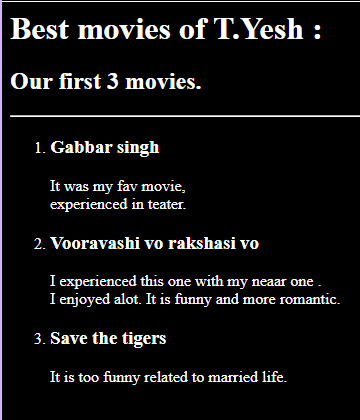 Best movies of T.Yesh :
Our first 3 movies.
1. Gabbar singh
It was my fav movie,
experienced in teater.
2. Vooravashi vo rakshasi vo
I experienced this one with my neaar one .
I enjoyed alot. It is funny and more romantic.
3. Save the tigers
It is too funny related to married life.